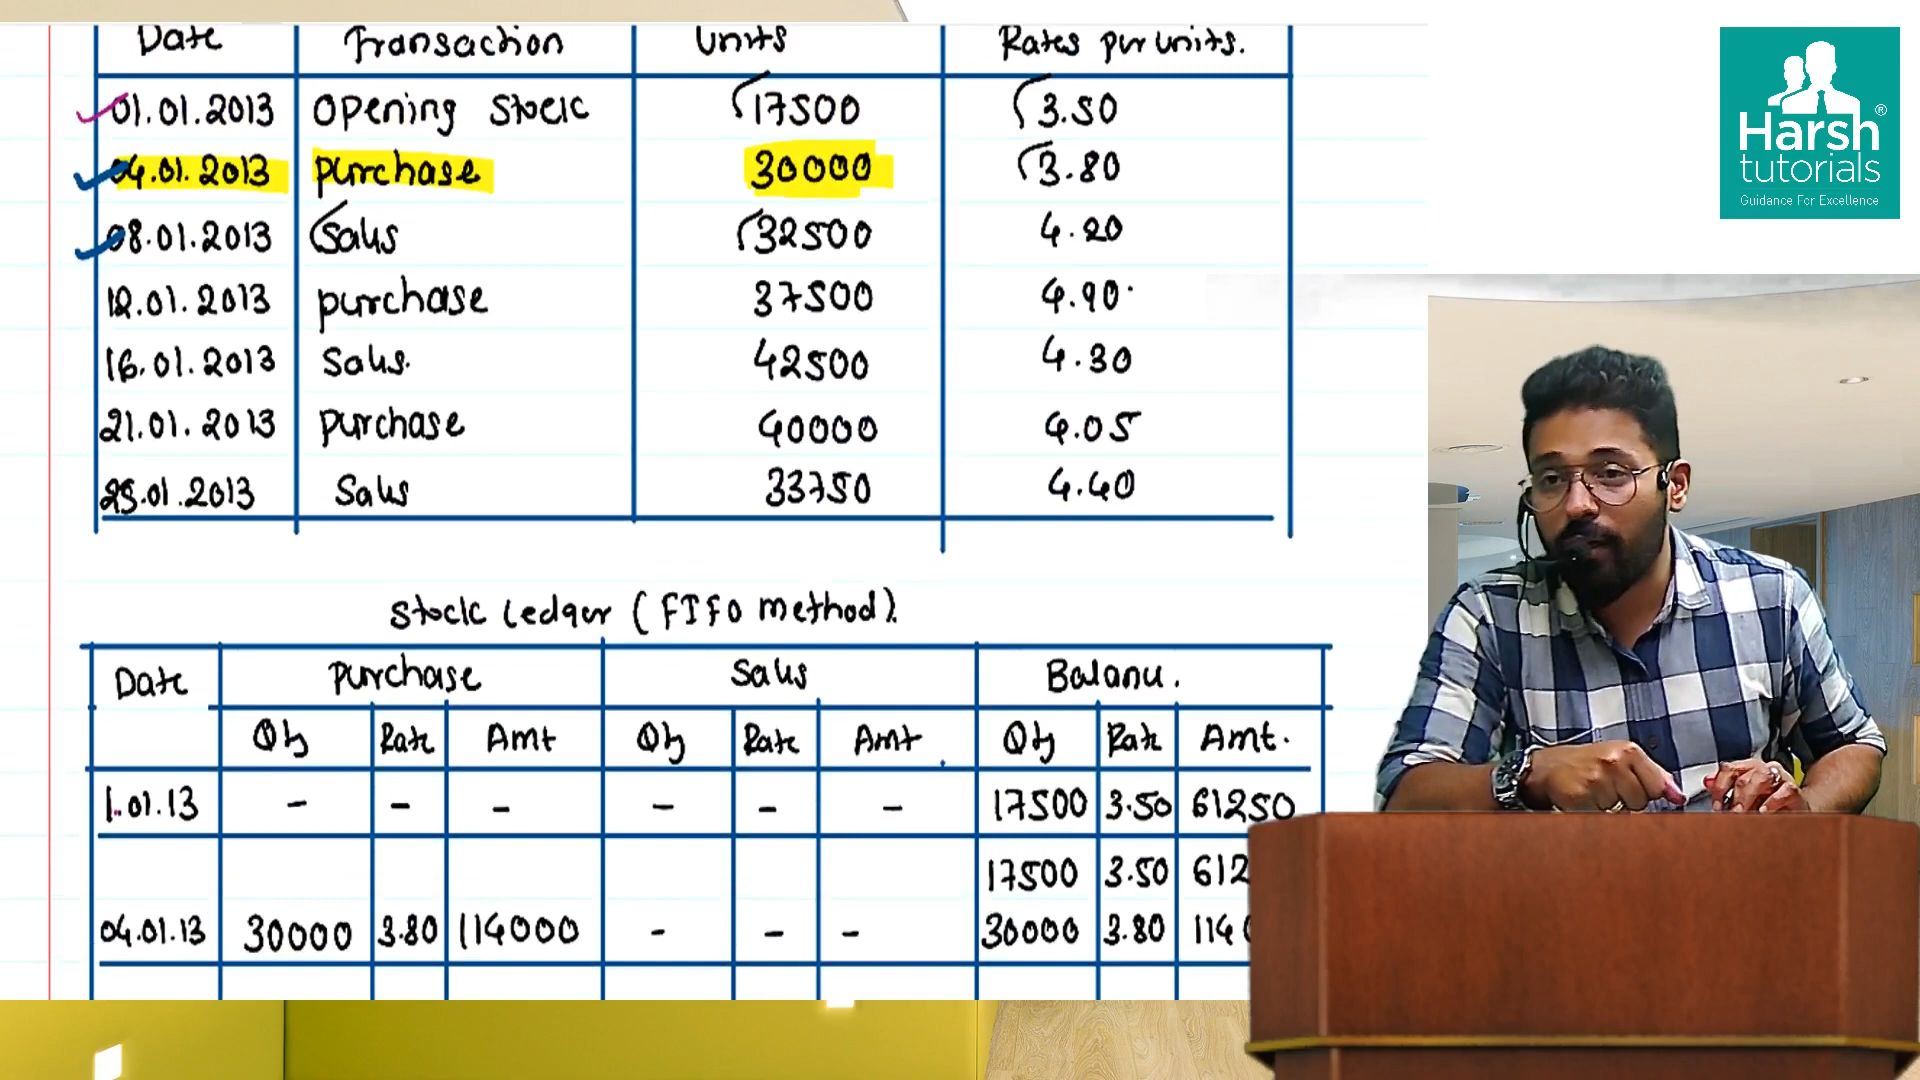 Date Transaction Units Rates per units.
01.01.2013 Opening Stock 17500 3.50
04.01.2013 purchase 30000 3.80
08.01.2013 Sales 32500 4.20
12.01.2013 purchase 37500 4.90
16.01.2013 Sales. 42500 4.30
21.01.2013 purchase 40000 4.05
25.01.2013 Sales 33750 4.40
Stock Ledger (FIFO method).
Date Purchase Sales Balance.
Qty Rate Amt Qty Rate Amt Qty Rate Amt.
1.01.13 - - - - - - 17500 3.50 61250
17500 3.50 612
04.01.13 30000 3.80 114000 - - - 30000 3.80 114
Harsh®
tutorials
Guidance For Excellence